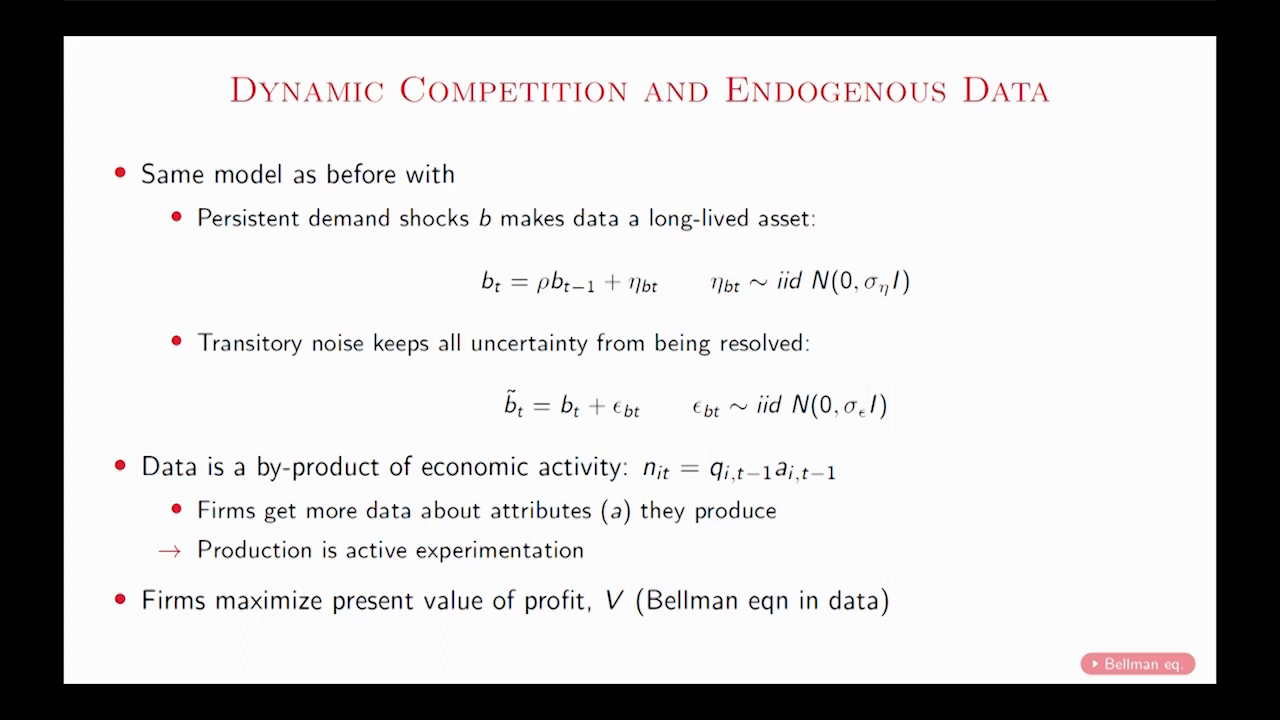 Dynamic Competition and Endogenous Data
• Same model as before with
• Persistent demand shocks b makes data a long-lived asset:
b_t = ρb_{t−1} + η_{bt}    η_{bt} ∼ iid N(0, σ_η I)
• Transitory noise keeps all uncertainty from being resolved:
b̃_t = b_t + ϵ_{bt}    ϵ_{bt} ∼ iid N(0, σ_ϵ I)
• Data is a by-product of economic activity: n_{it} = q_{i,t−1}a_{i,t−1}
• Firms get more data about attributes (a) they produce
→ Production is active experimentation
• Firms maximize present value of profit, V (Bellman eqn in data)
Bellman eq.